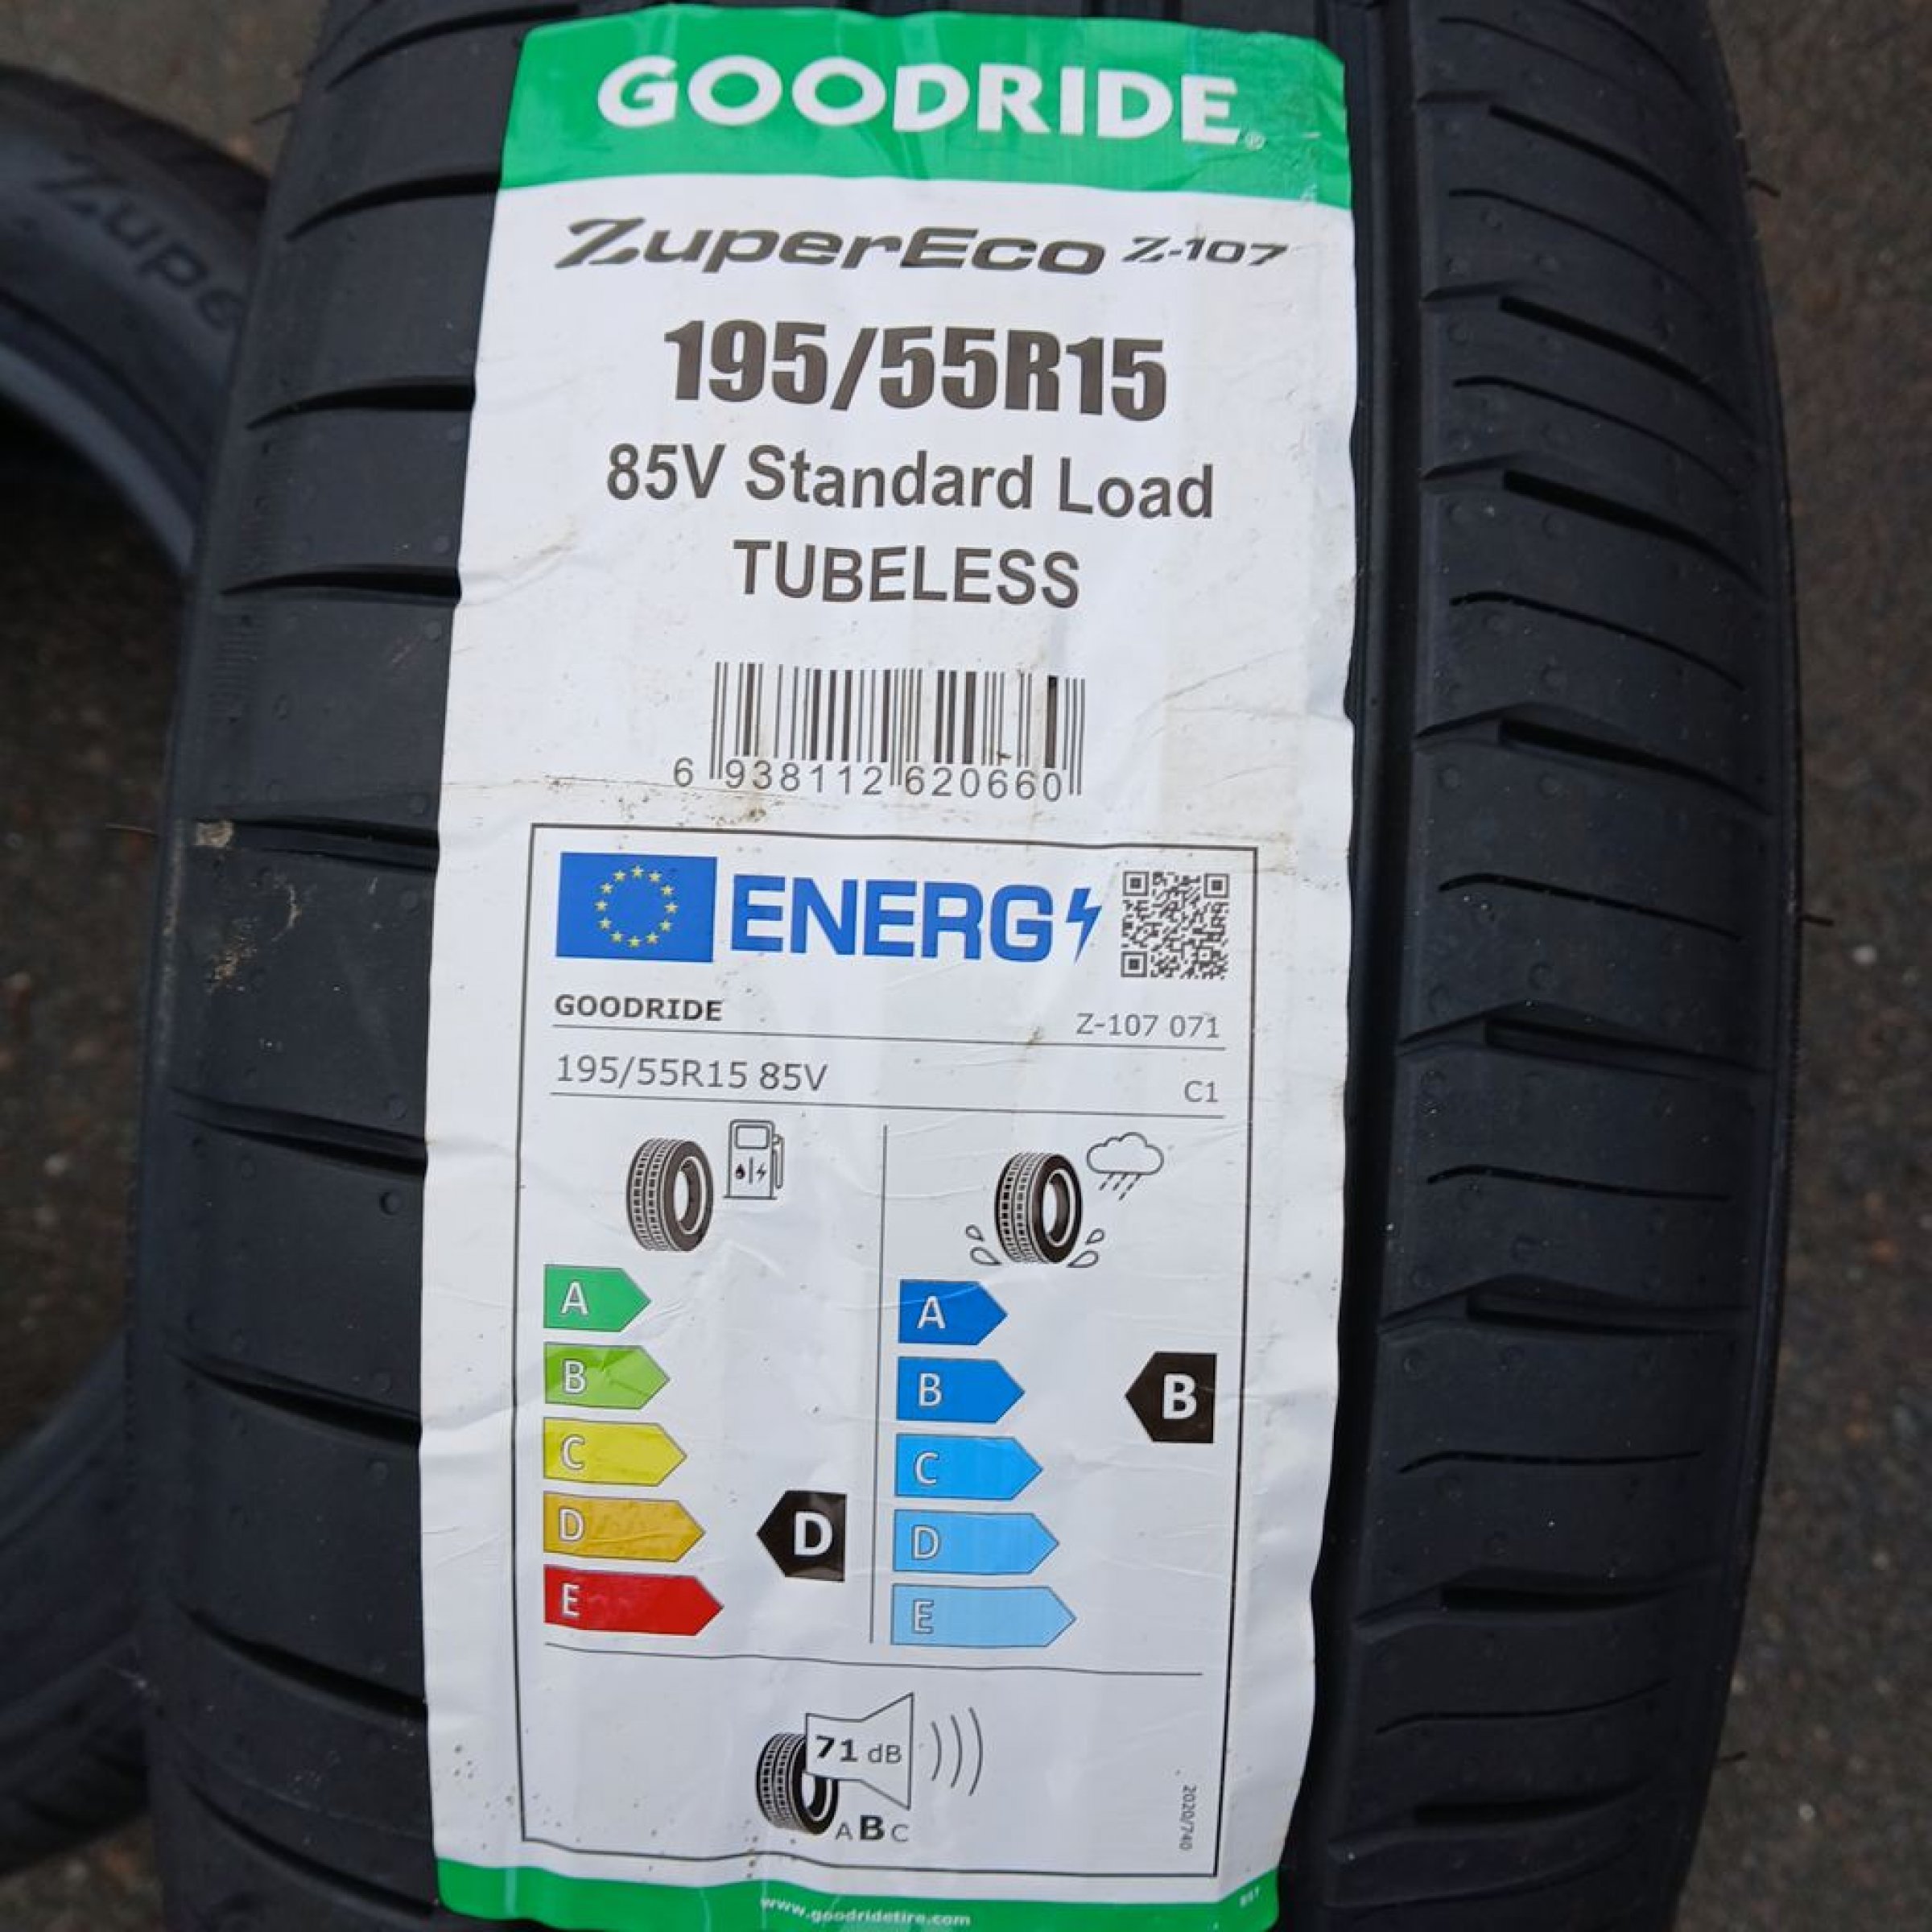 GOODRIDE®
Zupe
ZuperEco Z-107
195/55R15
85V Standard Load
TUBELESS
6 938112 620660
ENERG
GOODRIDE
Z-107 071
195/55R15 85V
C1
A
B
C
D
E
D
A
B
C
D
E
B
71 dB
A B C
2020/740
www.goodridetire.com